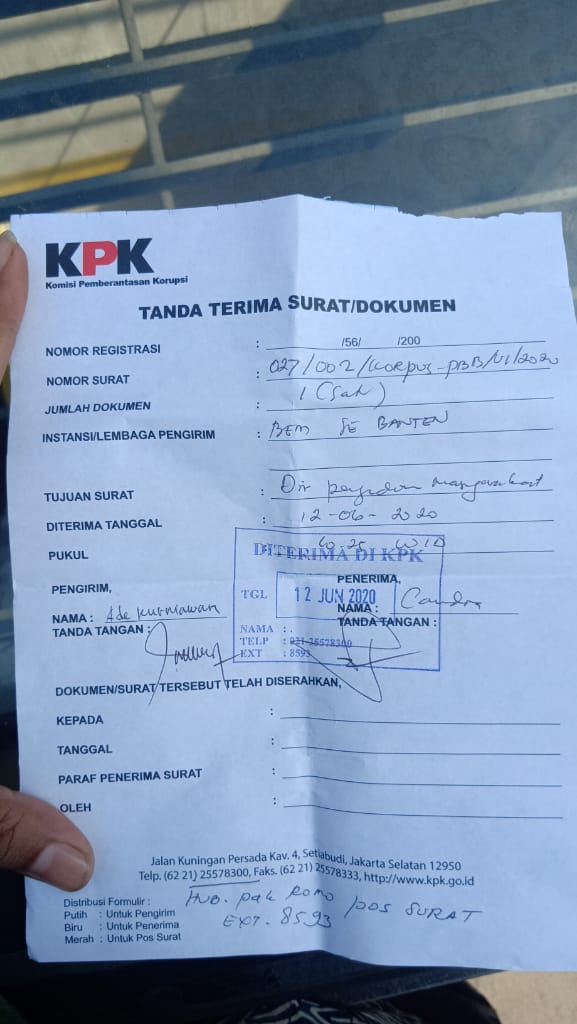 KPK
Komisi Pemberantasan Korupsi
TANDA TERIMA SURAT/DOKUMEN
NOMOR REGISTRASI : /56/ /200
NOMOR SURAT : 027/002/Korpus-PBB/VI/2020
JUMLAH DOKUMEN : 1 (Satu)
INSTANSI/LEMBAGA PENGIRIM : BEM SE BANTEN
TUJUAN SURAT : Dir pengaduan masyarakat
DITERIMA TANGGAL : 12-06-2020
PUKUL : WIB
DITERIMA DI KPK
TGL 12 JUN 2020
NAMA : .
TELP : 021-25578300
EXT : 8593
PENGIRIM,
NAMA : Ade Kurniawan
TANDA TANGAN :
PENERIMA,
NAMA : Candra
TANDA TANGAN :
DOKUMEN/SURAT TERSEBUT TELAH DISERAHKAN,
KEPADA :
TANGGAL :
PARAF PENERIMA SURAT :
OLEH :
Jalan Kuningan Persada Kav. 4, Setiabudi, Jakarta Selatan 12950
Telp. (62 21) 25578300, Faks. (62 21) 25578333, http://www.kpk.go.id
Distribusi Formulir :
Putih : Untuk Pengirim
Biru : Untuk Penerima
Merah : Untuk Pos Surat
HUB. pak ROMO /POS SURAT
EXT. 8593